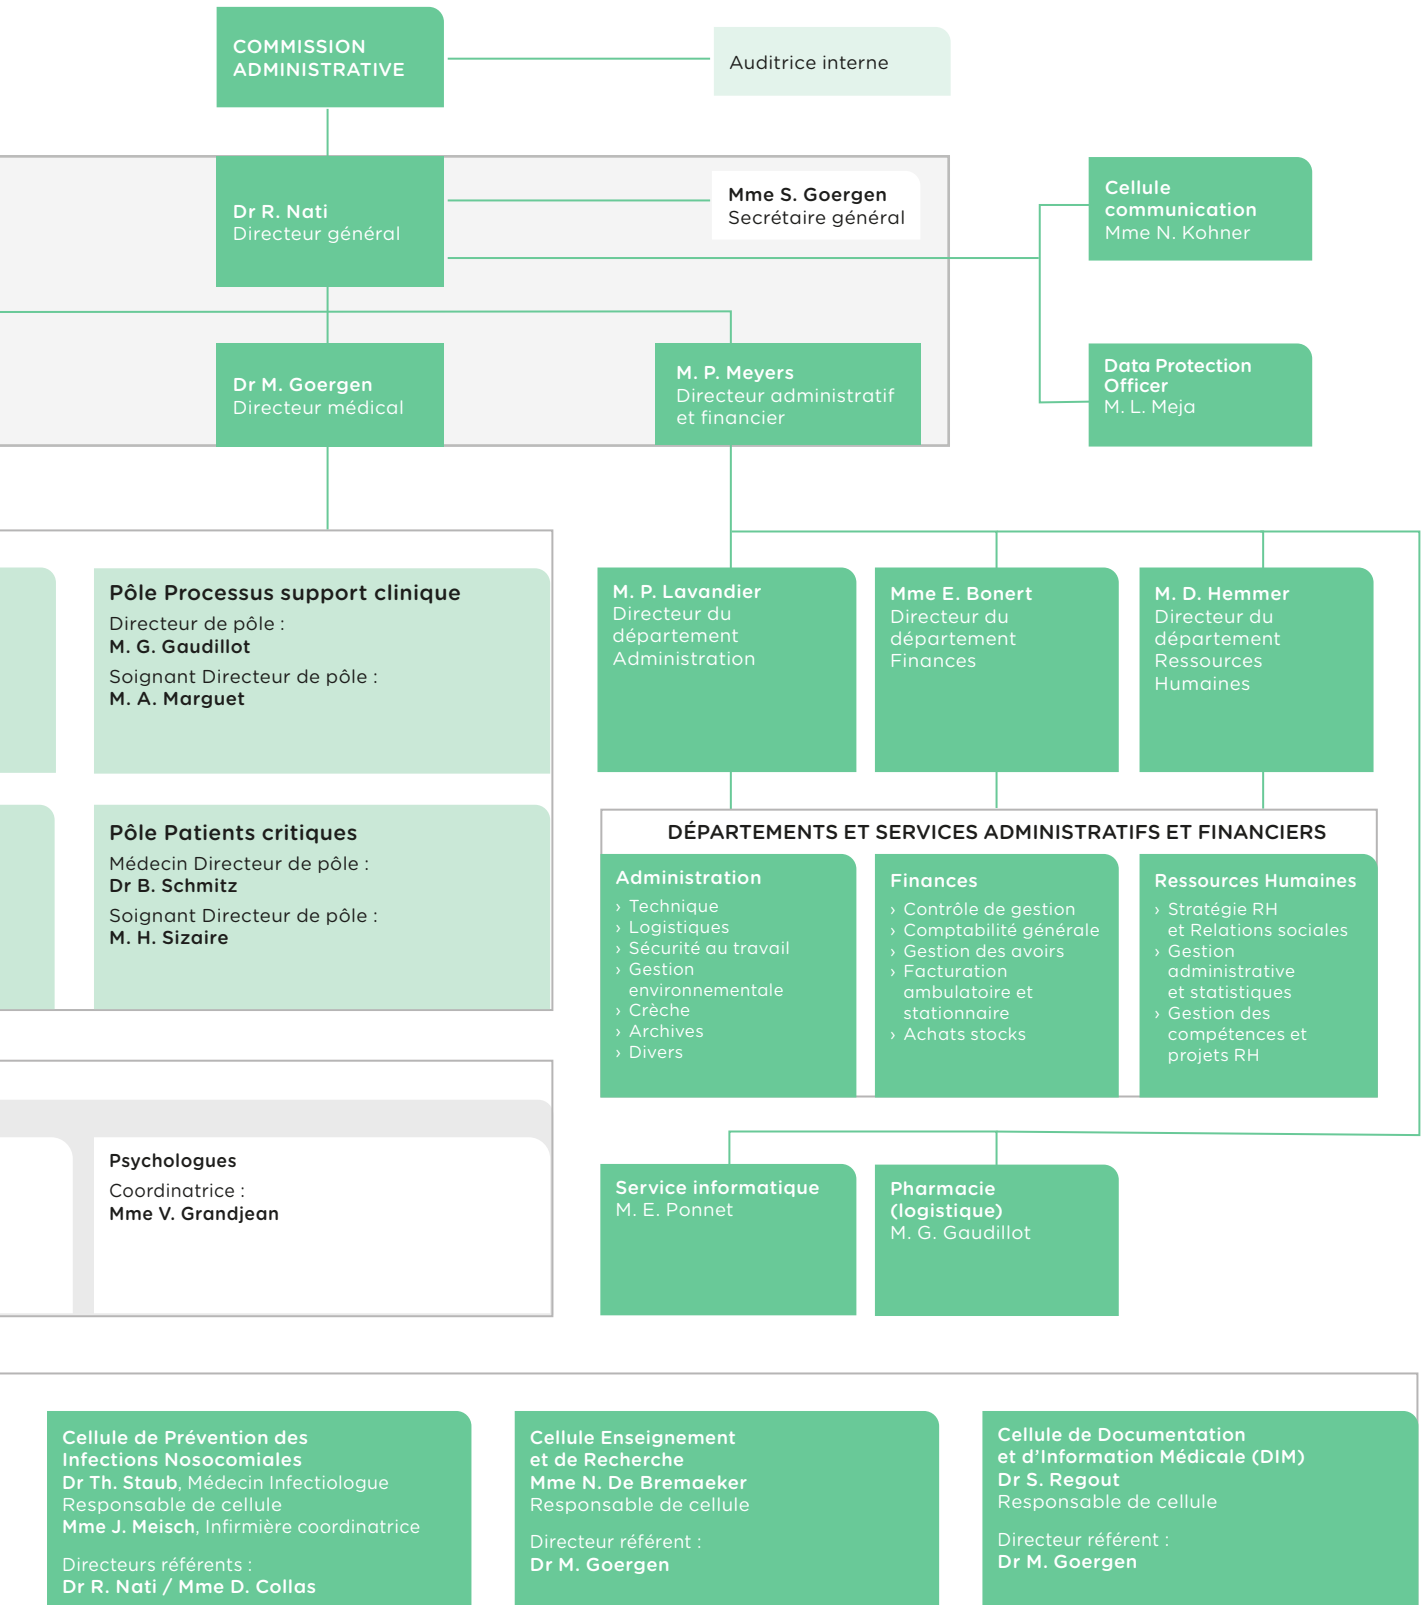 COMMISSION
ADMINISTRATIVE
Auditrice interne
Dr R. Nati
Directeur général
Mme S. Goergen
Secrétaire général
Cellule
communication
Mme N. Kohner
Dr M. Goergen
Directeur médical
M. P. Meyers
Directeur administratif
et financier
Data Protection
Officer
M. L. Meja
Pôle Processus support clinique
Directeur de pôle :
M. G. Gaudillot
Soignant Directeur de pôle :
M. A. Marguet
M. P. Lavandier
Directeur du
département
Administration
Mme E. Bonert
Directeur du
département
Finances
M. D. Hemmer
Directeur du
département
Ressources
Humaines
Pôle Patients critiques
Médecin Directeur de pôle :
Dr B. Schmitz
Soignant Directeur de pôle :
M. H. Sizaire
DÉPARTEMENTS ET SERVICES ADMINISTRATIFS ET FINANCIERS
Administration
› Technique
› Logistiques
› Sécurité au travail
› Gestion
environnementale
› Crèche
› Archives
› Divers
Finances
› Contrôle de gestion
› Comptabilité générale
› Gestion des avoirs
› Facturation
ambulatoire et
stationnaire
› Achats stocks
Ressources Humaines
› Stratégie RH
et Relations sociales
› Gestion
administrative
et statistiques
› Gestion des
compétences et
projets RH
Psychologues
Coordinatrice :
Mme V. Grandjean
Service informatique
M. E. Ponnet
Pharmacie
(logistique)
M. G. Gaudillot
Cellule de Prévention des
Infections Nosocomiales
Dr Th. Staub, Médecin Infectiologue
Responsable de cellule
Mme J. Meisch, Infirmière coordinatrice
Directeurs référents :
Dr R. Nati / Mme D. Collas
Cellule Enseignement
et de Recherche
Mme N. De Bremaeker
Responsable de cellule
Directeur référent :
Dr M. Goergen
Cellule de Documentation
et d'Information Médicale (DIM)
Dr S. Regout
Responsable de cellule
Directeur référent :
Dr M. Goergen